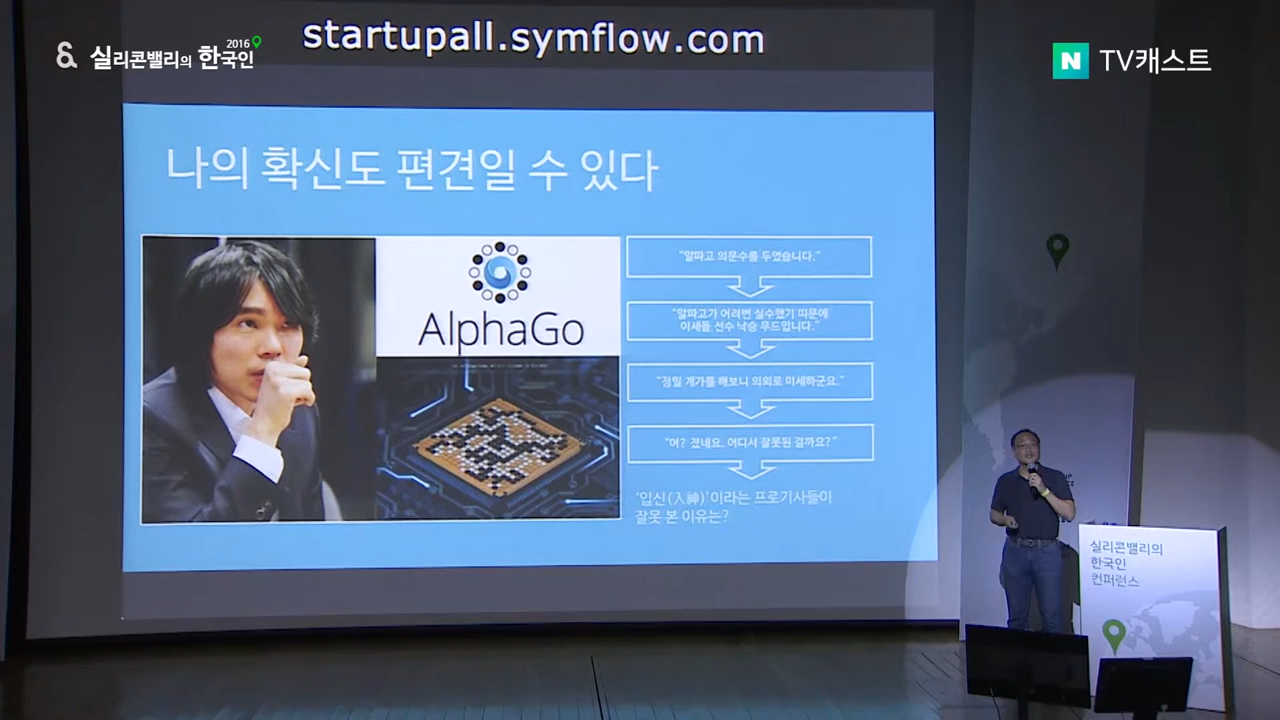 startupall.symflow.com
& 실리콘밸리의 한국인 2016
N TV캐스트
나의 확신도 편견일 수 있다
AlphaGo
"알파고 의문수를 두었습니다."
"알파고가 여러번 실수했기 때문에
이세돌 선수 낙승 무드입니다."
"정밀 계가를 해보니 의외로 미세하군요."
"어? 졌네요. 어디서 잘못된 걸까요?"
'입신(入神)'이라는 프로기사들이
잘못 본 이유는?
실리콘밸리의
한국인
컨퍼런스